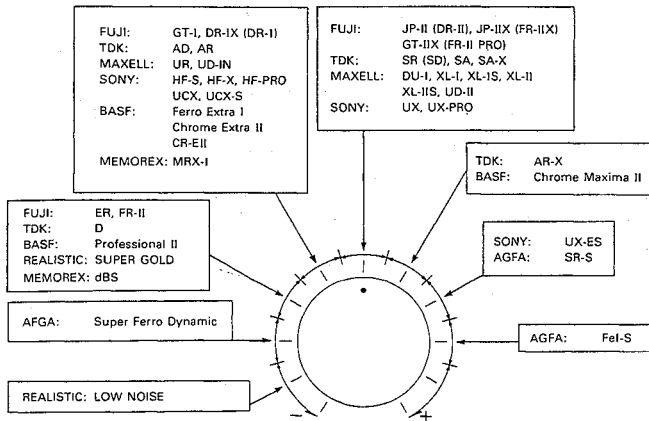 FUJI: GT-I, DR-IX (DR-I)
TDK: AD, AR
MAXELL: UR, UD-IN
SONY: HF-S, HF-X, HF-PRO
UCX, UCX-S
BASF: Ferro Extra I
Chrome Extra II
CR-EII
MEMOREX: MRX-I
FUJI: JP-II (DR-II), JP-IIX (FR-IIX)
GT-IIX (FR-II PRO)
TDK: SR (SD), SA, SA-X
MAXELL: DU-I, XL-I, XL-IS, XL-II
XL-IIS, UD-II
SONY: UX, UX-PRO
TDK: AR-X
BASF: Chrome Maxima II
FUJI: ER, FR-II
TDK: D
BASF: Professional II
REALISTIC: SUPER GOLD
MEMOREX: dBS
SONY: UX-ES
AGFA: SR-S
AFGA: Super Ferro Dynamic
AGFA: FeI-S
REALISTIC: LOW NOISE
− +